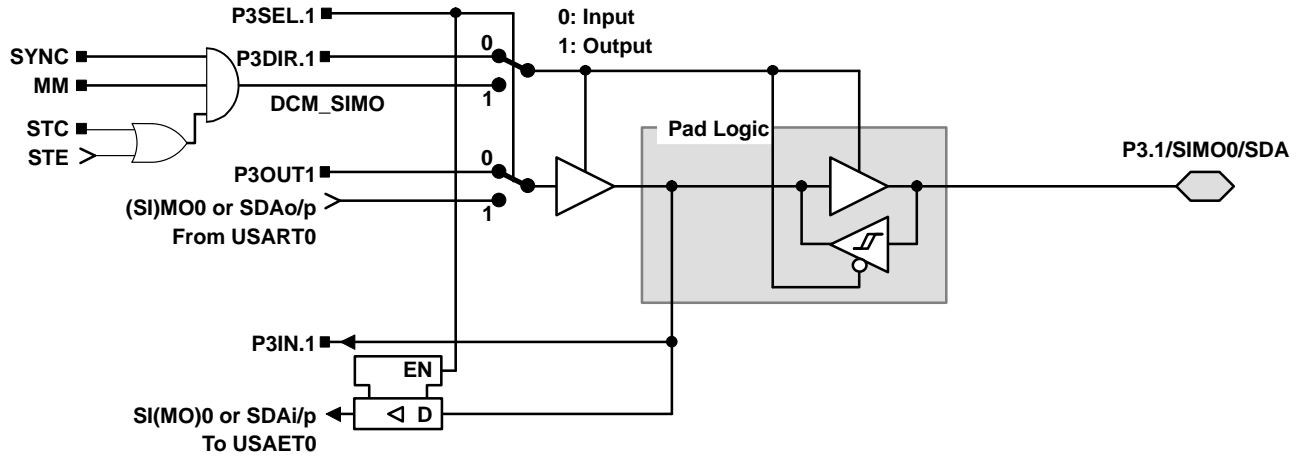 P3SEL.1
0: Input
1: Output
SYNC
P3DIR.1
0
MM
1
DCM_SIMO
STC
STE
Pad Logic
P3.1/SIMO0/SDA
0
P3OUT1
(SI)MO0 or SDAo/p
1
From USART0
P3IN.1
EN
SI(MO)0 or SDAi/p
D
To USAET0